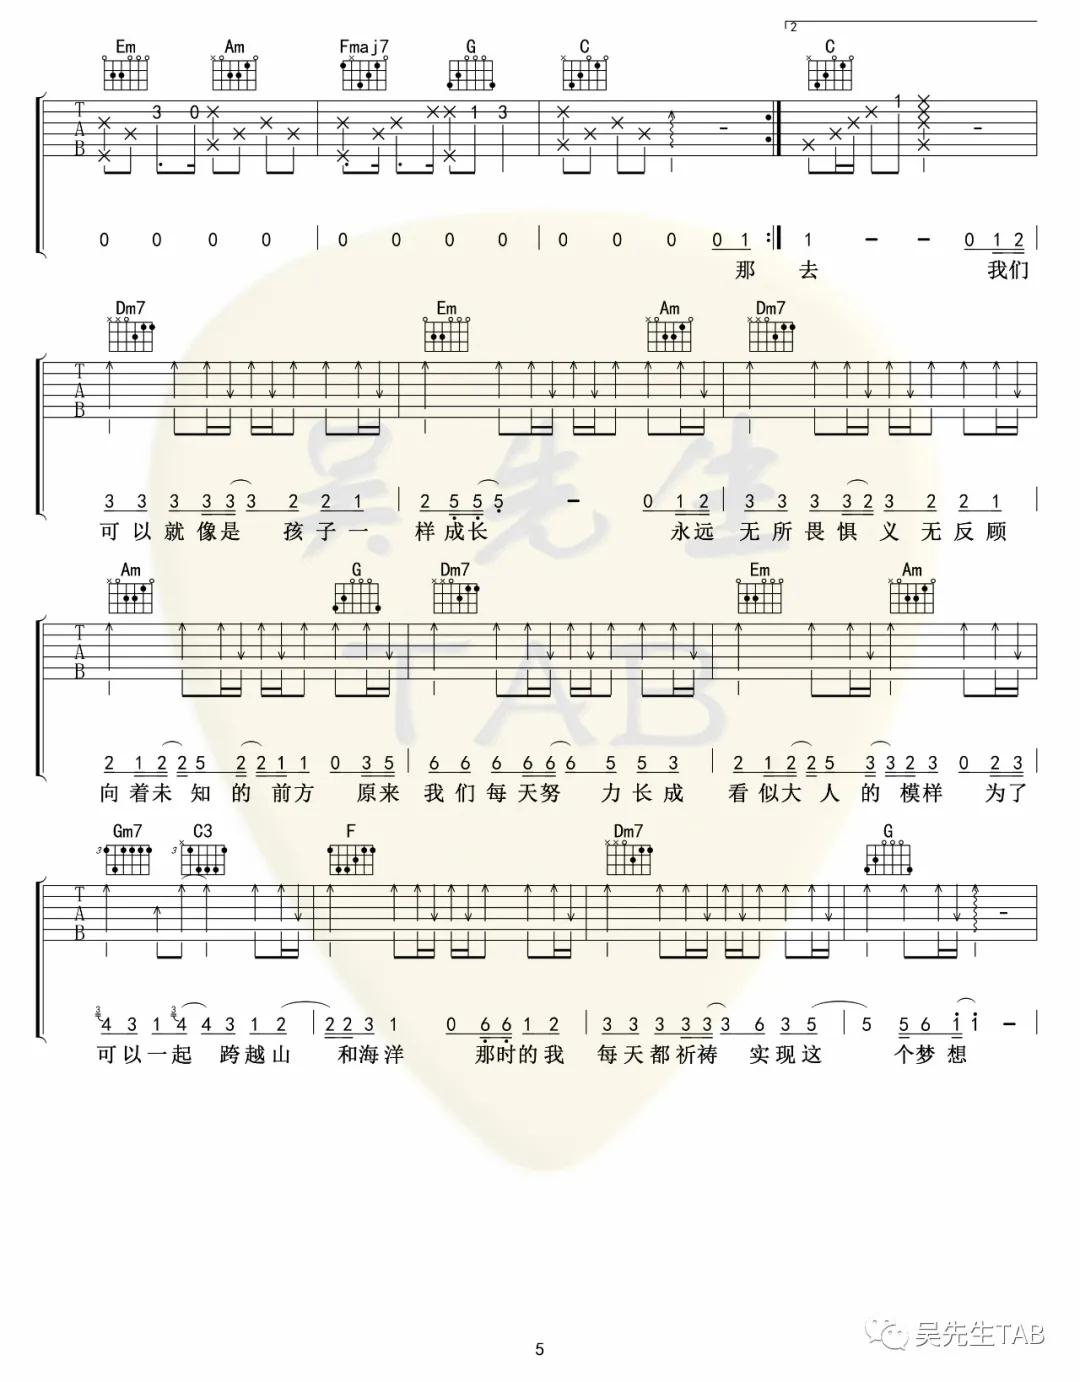 2
Em Am Fmaj7 G C C
T 3 0 1 3 1
A
B
0 0 0 0 0 0 0 0 0 0 0 0 1 1 - - 0 1 2
那 去 我们
Dm7 Em Am Dm7
T
A
B
3 3 3 3 3 3 2 2 1 2 5 5 5 - 0 1 2 3 3 3 3 2 3 2 2 1
可以就像是 孩子一 样成长 永远 无所畏惧 义无反顾
Am G Dm7 Em Am
T
A
B
2 1 2 2 5 2 2 1 1 0 3 5 6 6 6 6 6 6 5 5 3 2 1 2 2 5 3 3 2 3 0 2 3
向着未 知的前方 原来 我们每天努 力长成 看似大人的模样 为了
Gm7 C3 F Dm7 G
3 3
T
A
B
3 4 3 1 3 4 4 3 1 2 2 2 3 1 0 6 6 1 2 3 3 3 3 3 3 6 3 5 5 5 6 1 1 -
可以一起 跨越山 和海洋 那时的我 每天都祈祷 实现这 个梦想
吴先生
TAB
吴先生TAB
5